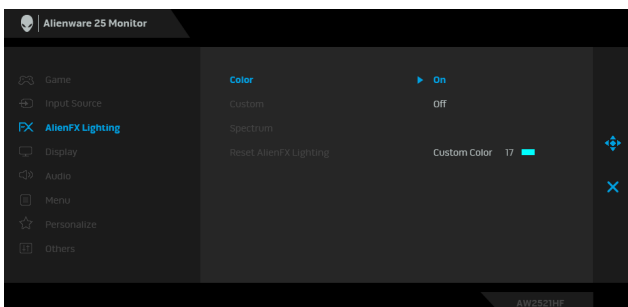 Alienware 25 Monitor
Game
Input Source
AlienFX Lighting
Display
Audio
Menu
Personalize
Others
Color
Custom
Spectrum
Reset AlienFX Lighting
On
Off
Custom Color 17
AW2521HF